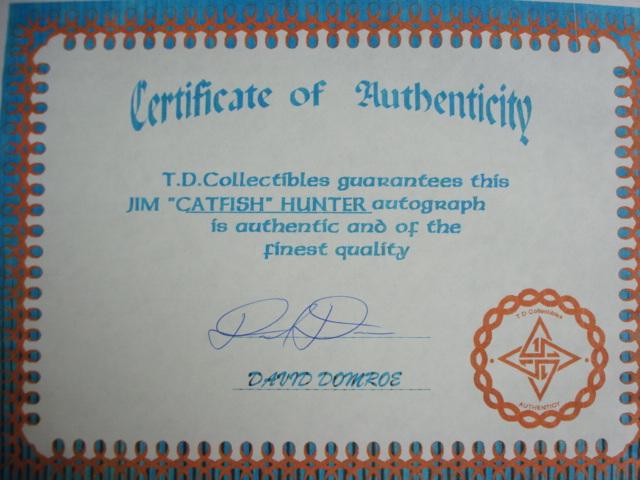 Certificate of Authenticity
T.D.Collectibles guarantees this
JIM "CATFISH" HUNTER autograph
is authentic and of the
finest quality
DAVID DOMROE
T.D. Collectibles
AUTHENTICITY